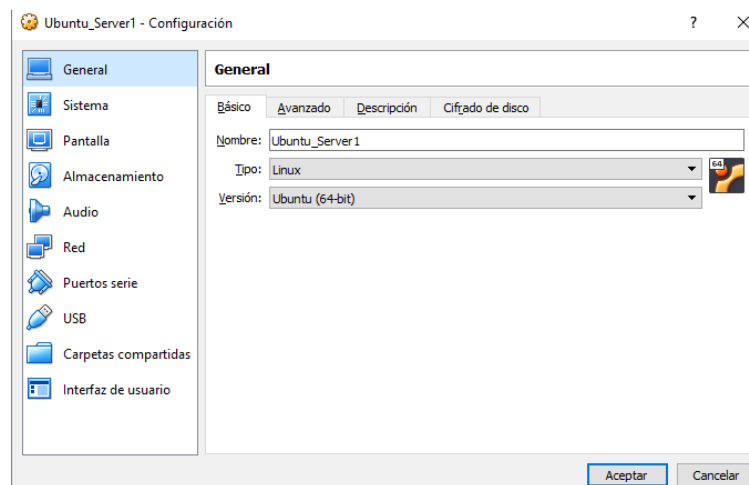 Ubuntu_Server1 - Configuración
?
General
Sistema
Pantalla
Almacenamiento
Audio
Red
Puertos serie
USB
Carpetas compartidas
Interfaz de usuario
General
Básico Avanzado Descripción Cifrado de disco
Nombre: Ubuntu_Server1
Tipo: Linux
64
Versión: Ubuntu (64-bit)
Aceptar Cancelar